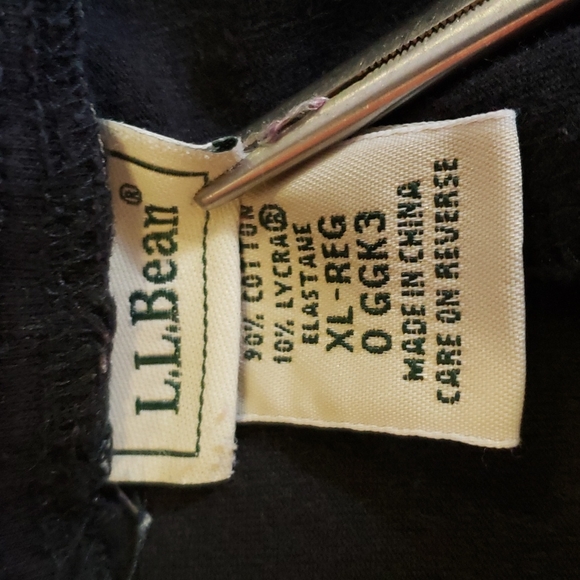 L.L.Bean®
90% COTTON
10% LYCRA®
ELASTANE
XL-REG
0 GGK3
MADE IN CHINA
CARE ON REVERSE